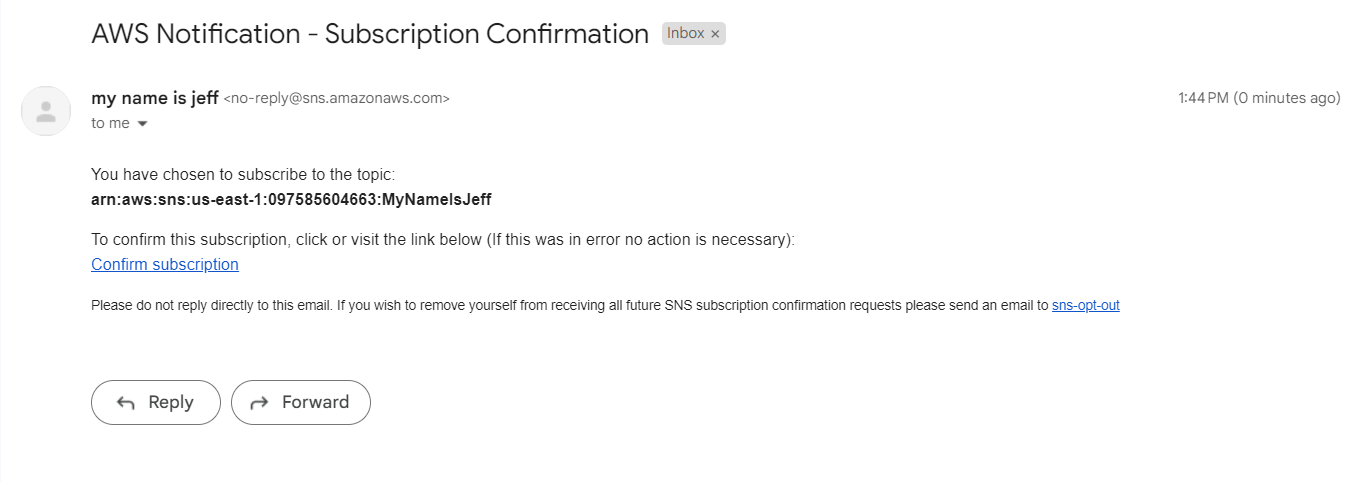 AWS Notification - Subscription Confirmation Inbox ×
my name is jeff <no-reply@sns.amazonaws.com> 1:44 PM (0 minutes ago)
to me
You have chosen to subscribe to the topic:
arn:aws:sns:us-east-1:097585604663:MyNameIsJeff
To confirm this subscription, click or visit the link below (If this was in error no action is necessary):
Confirm subscription
Please do not reply directly to this email. If you wish to remove yourself from receiving all future SNS subscription confirmation requests please send an email to sns-opt-out
Reply Forward